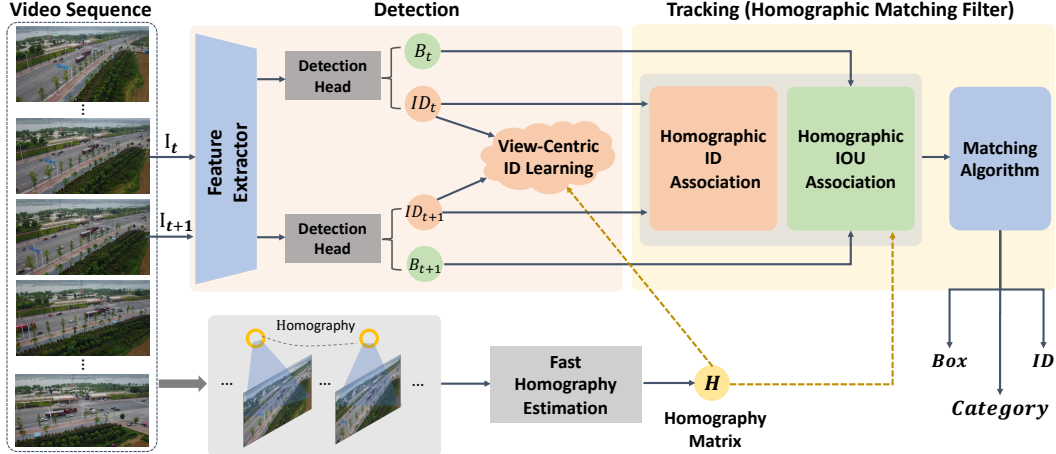 Video Sequence
Detection
Tracking (Homographic Matching Filter)
I_t
I_{t+1}
Feature
Extractor
Detection
Head
Detection
Head
B_t
ID_t
ID_{t+1}
B_{t+1}
View-Centric
ID Learning
Homographic
ID
Association
Homographic
IOU
Association
Matching
Algorithm
Box
ID
Category
Homography
...
...
...
...
...
Fast
Homography
Estimation
H
Homography
Matrix